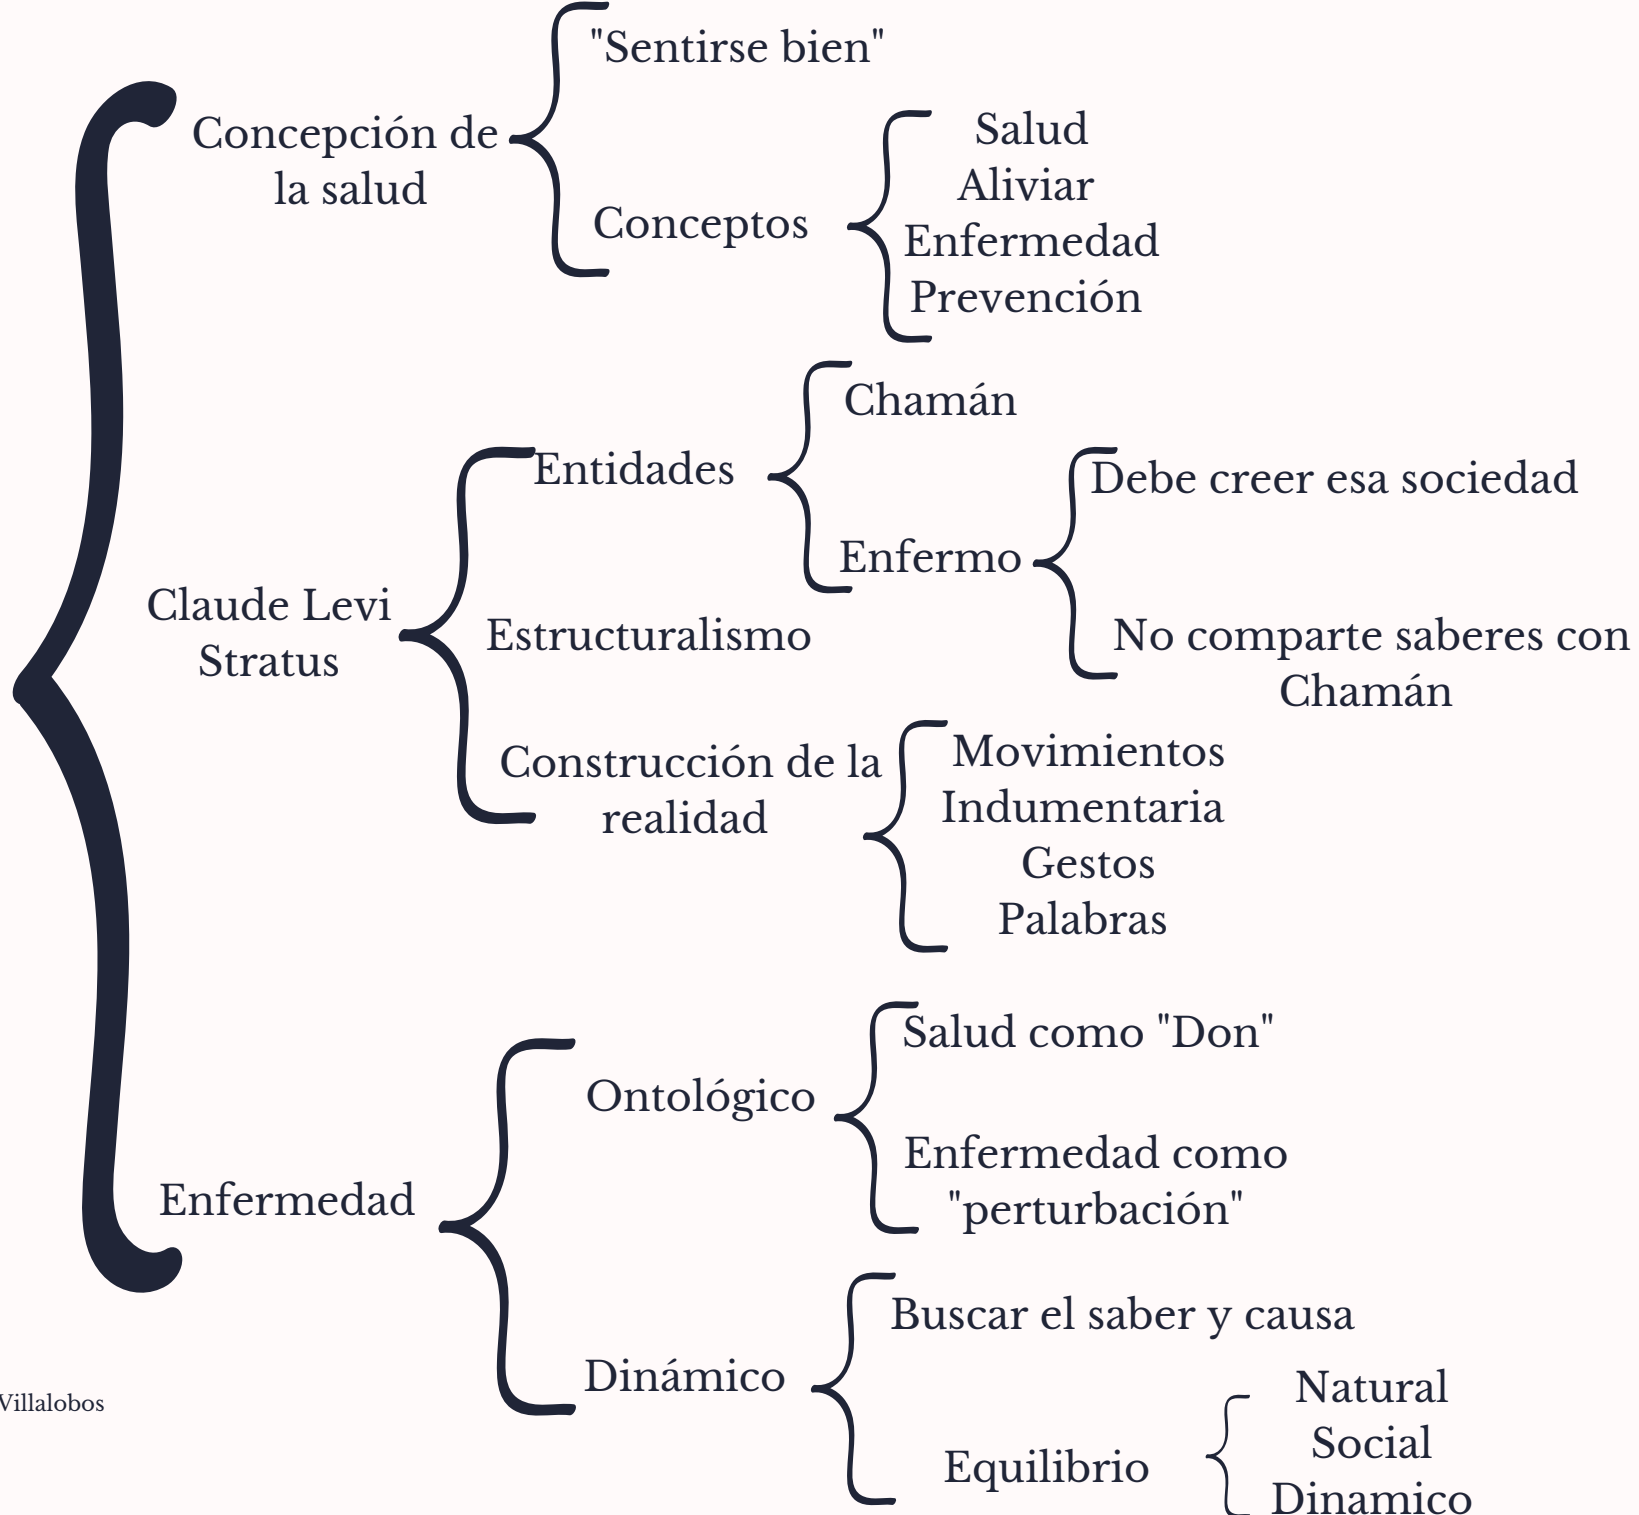 "Sentirse bien"
Concepción de
la salud
Conceptos
Salud
Aliviar
Enfermedad
Prevención
Claude Levi
Stratus
Entidades
Chamán
Enfermo
Debe creer esa sociedad
No comparte saberes con
Chamán
Estructuralismo
Construcción de la
realidad
Movimientos
Indumentaria
Gestos
Palabras
Enfermedad
Ontológico
Salud como "Don"
Enfermedad como
"perturbación"
Dinámico
Buscar el saber y causa
Equilibrio
Natural
Social
Dinamico
Villalobos